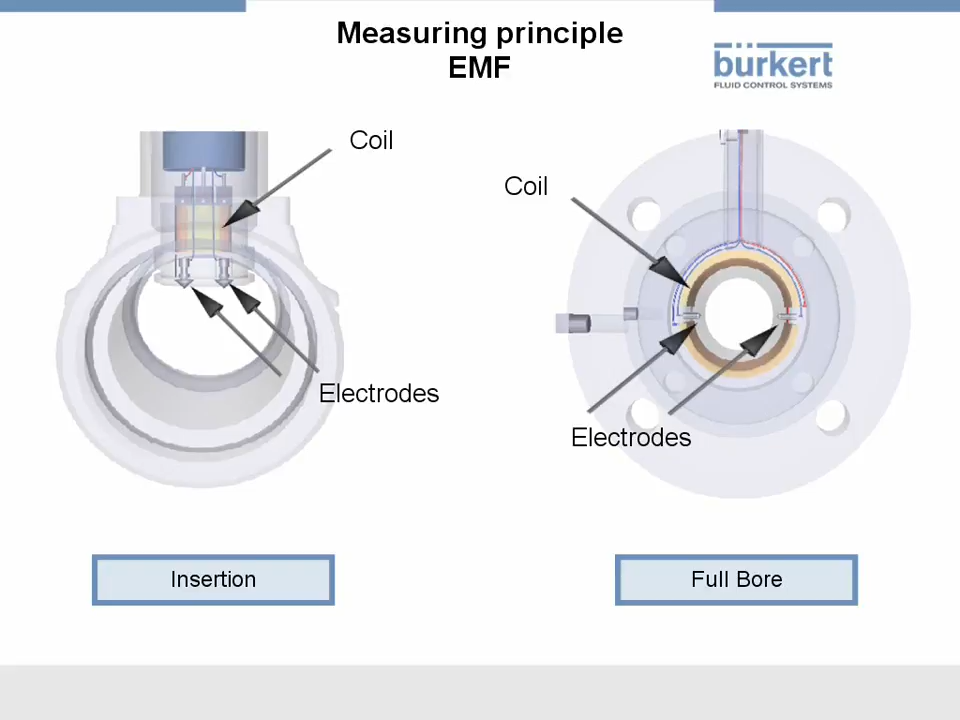 Measuring principle
EMF
bürkert
FLUID CONTROL SYSTEMS
Coil
Coil
Electrodes
Electrodes
Insertion
Full Bore